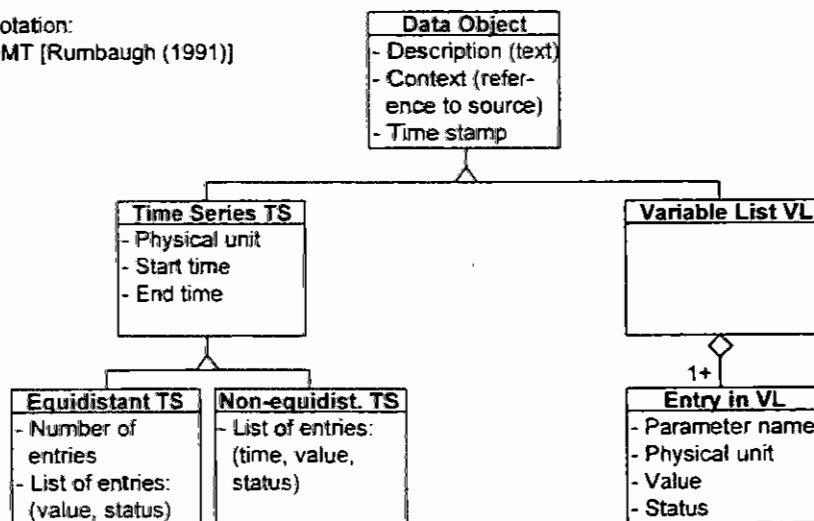 otation:
MT [Rumbaugh (1991)]
Data Object
- Description (text)
- Context (refer-
ence to source)
- Time stamp
Time Series TS
- Physical unit
- Start time
- End time
Variable List VL
1+
Equidistant TS
- Number of
entries
- List of entries:
(value, status)
Non-equidist. TS
- List of entries:
(time, value,
status)
Entry in VL
- Parameter name
- Physical unit
- Value
- Status